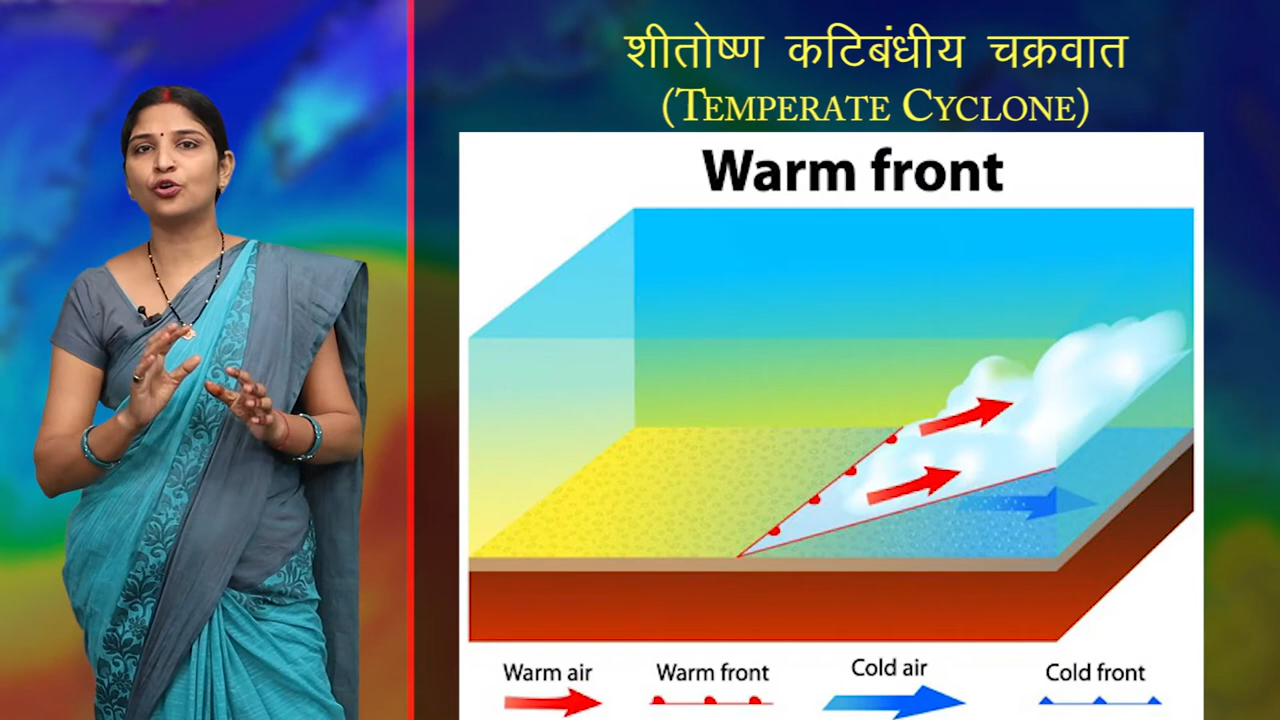 शीतोष्ण कटिबंधीय चक्रवात
(TEMPERATE CYCLONE)
Warm front
Warm air
Warm front
Cold air
Cold front